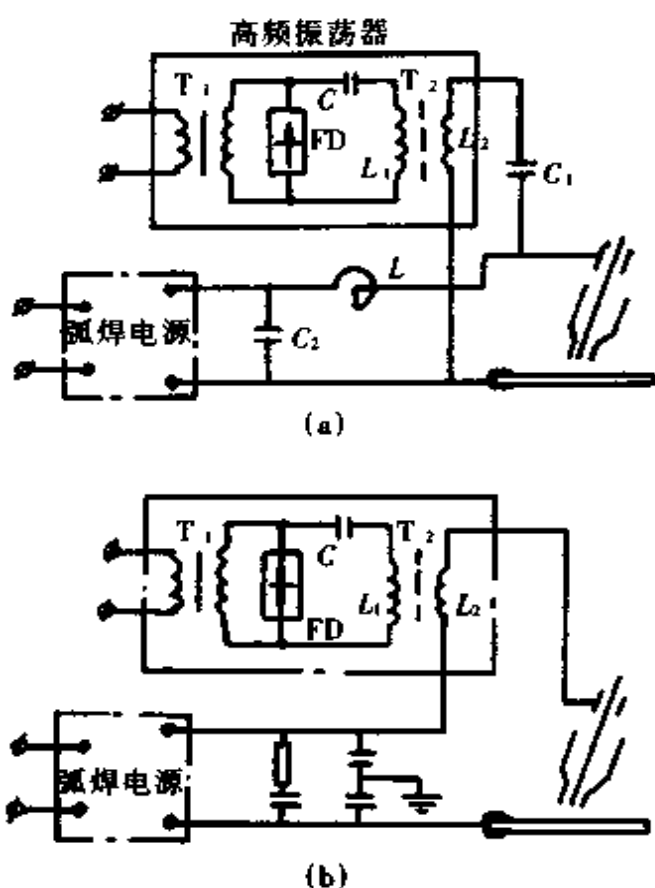 高频振荡器
T₁ C T₂
FD L₁ L₂ C₁
L
弧焊电源 C₂
(a)
T₁ C T₂
L₁ L₂
FD
弧焊电源
(b)